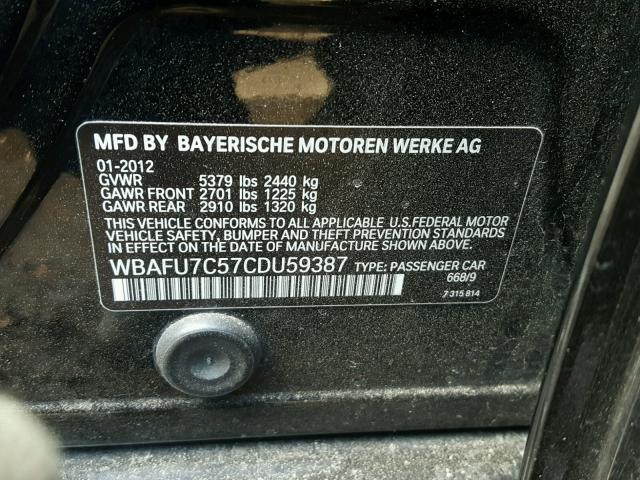 MFD BY BAYERISCHE MOTOREN WERKE AG
01-2012
GVWR 5379 lbs 2440 kg
GAWR FRONT 2701 lbs 1225 kg
GAWR REAR 2910 lbs 1320 kg
THIS VEHICLE CONFORMS TO ALL APPLICABLE U.S. FEDERAL MOTOR
VEHICLE SAFETY, BUMPER AND THEFT PREVENTION STANDARDS
IN EFFECT ON THE DATE OF MANUFACTURE SHOWN ABOVE.
WBAFU7C57CDU59387 TYPE: PASSENGER CAR
668/9
7 315 814